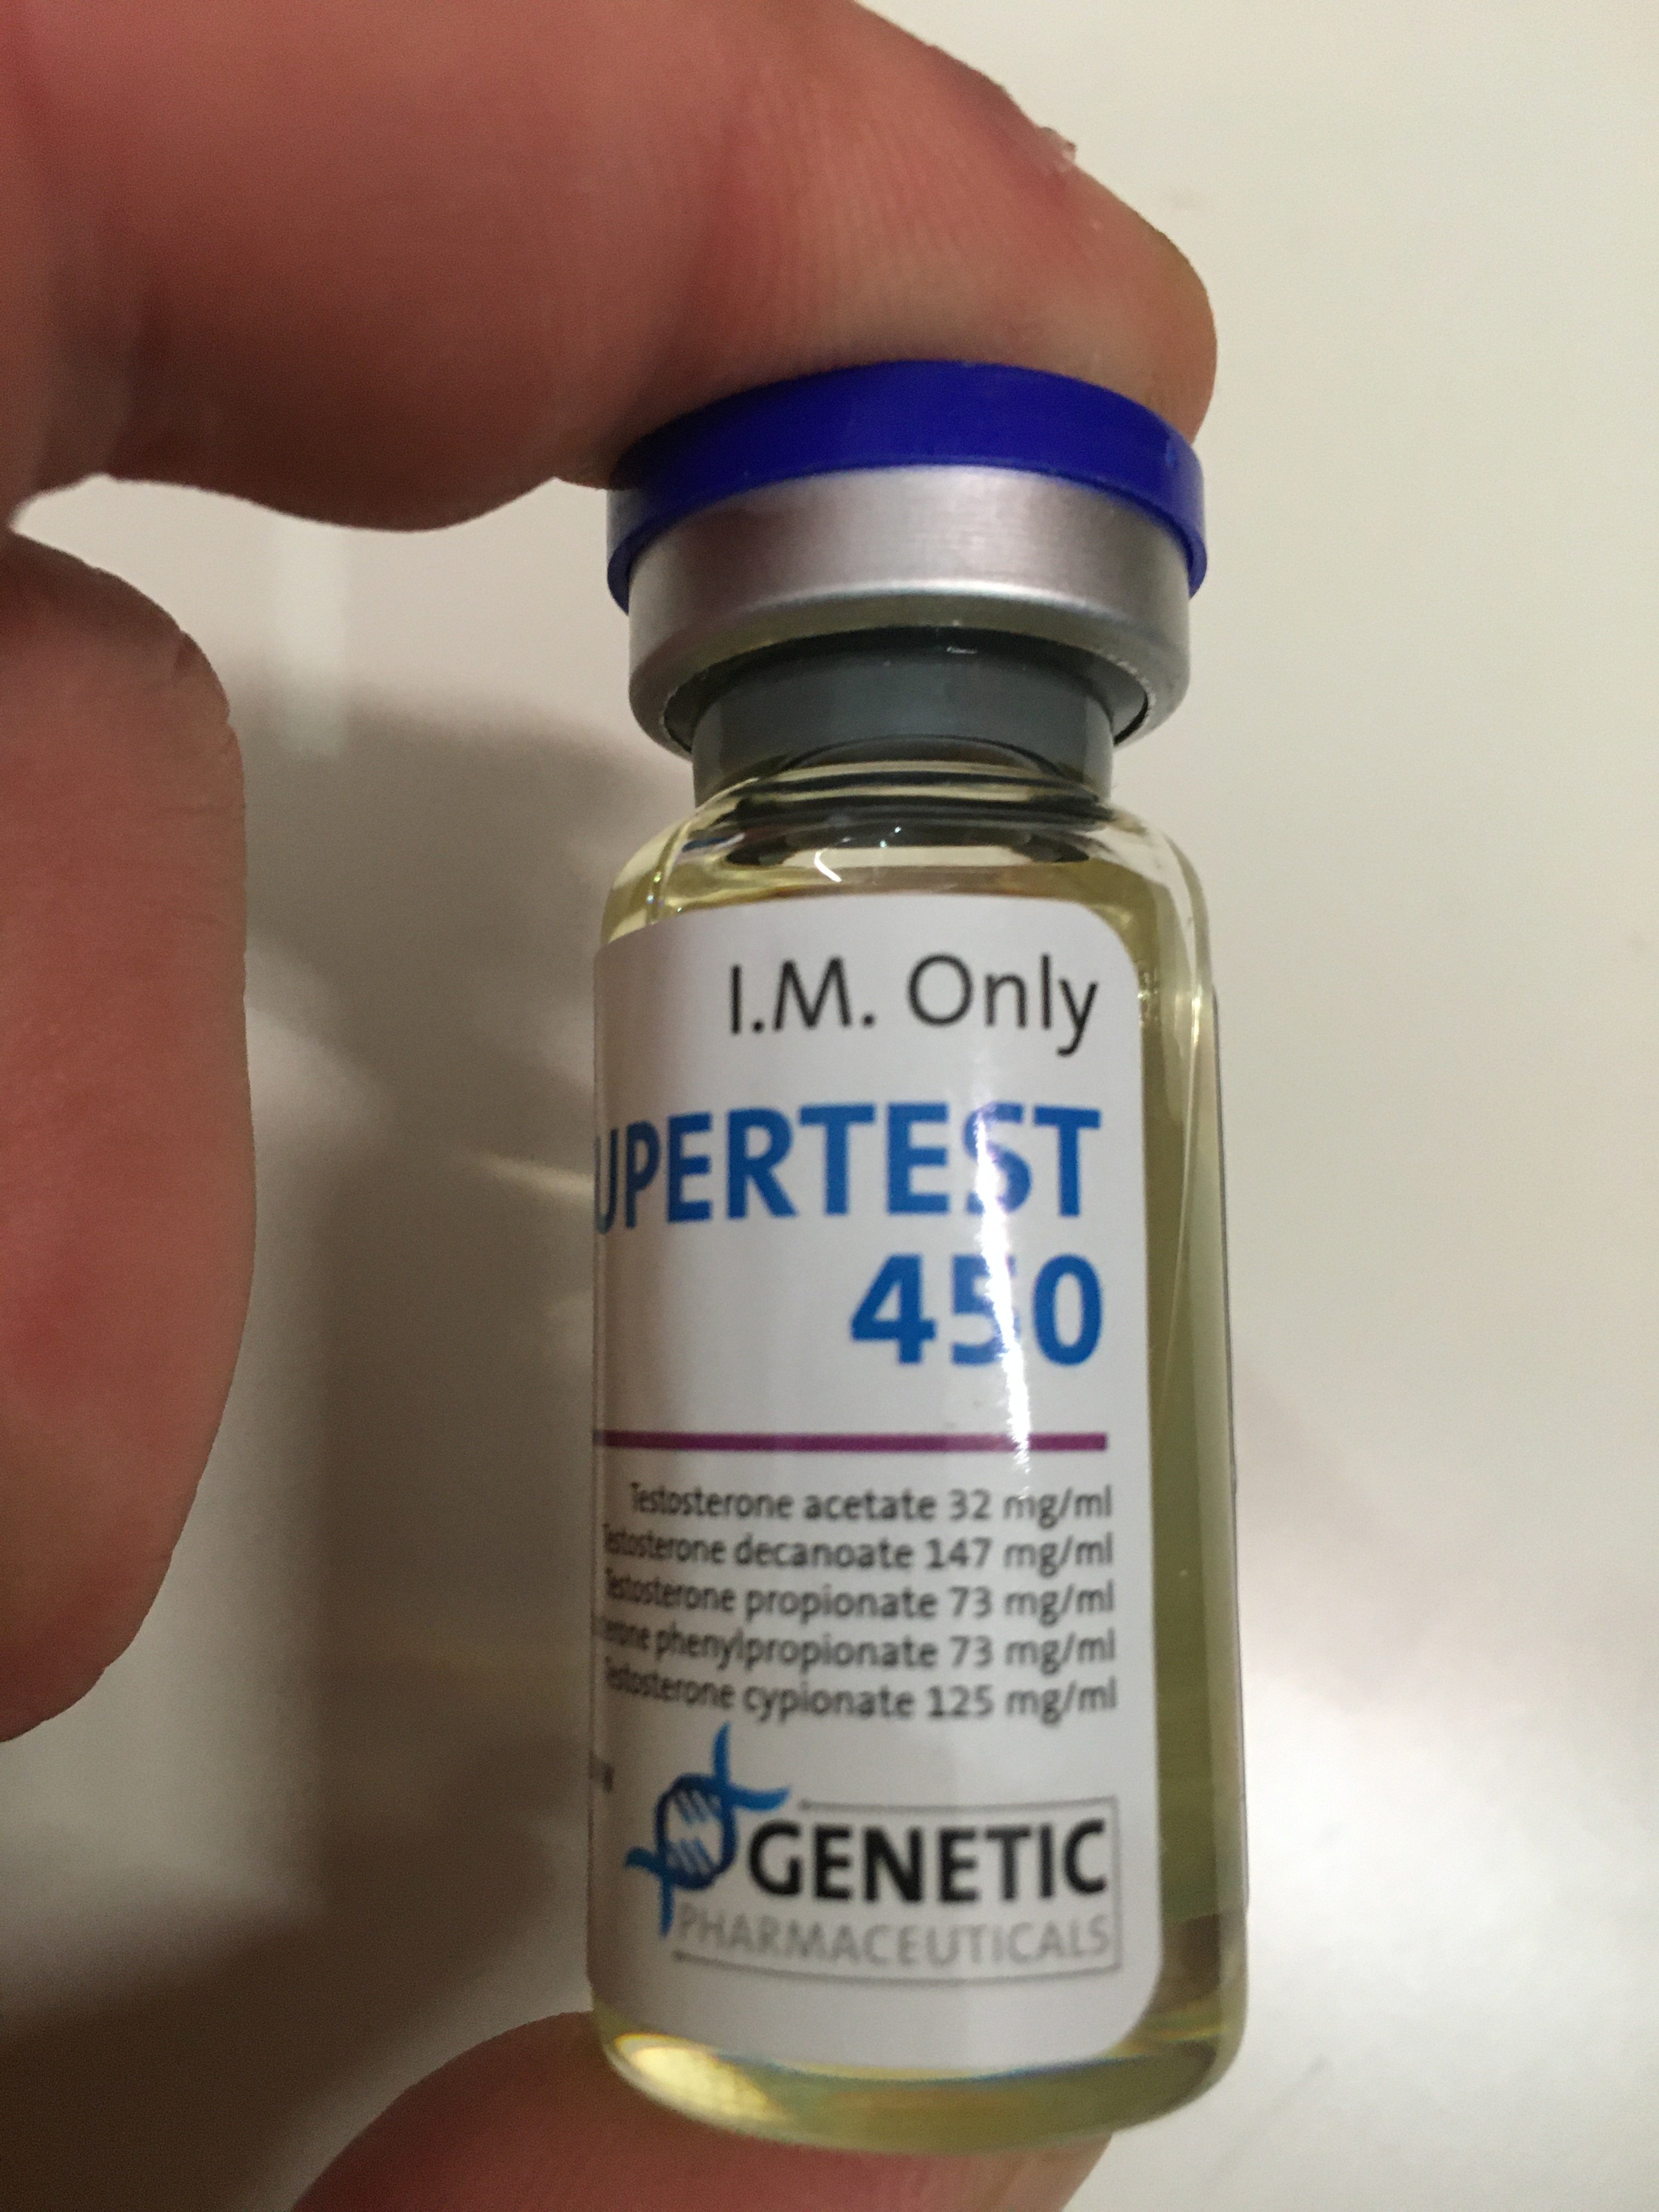 I.M. Only
UPERTEST
450
Testosterone acetate 32 mg/ml
Testosterone decanoate 147 mg/ml
Testosterone propionate 73 mg/ml
phenylpropionate 73 mg/ml
Testosterone cypionate 125 mg/ml
GENETIC
PHARMACEUTICALS